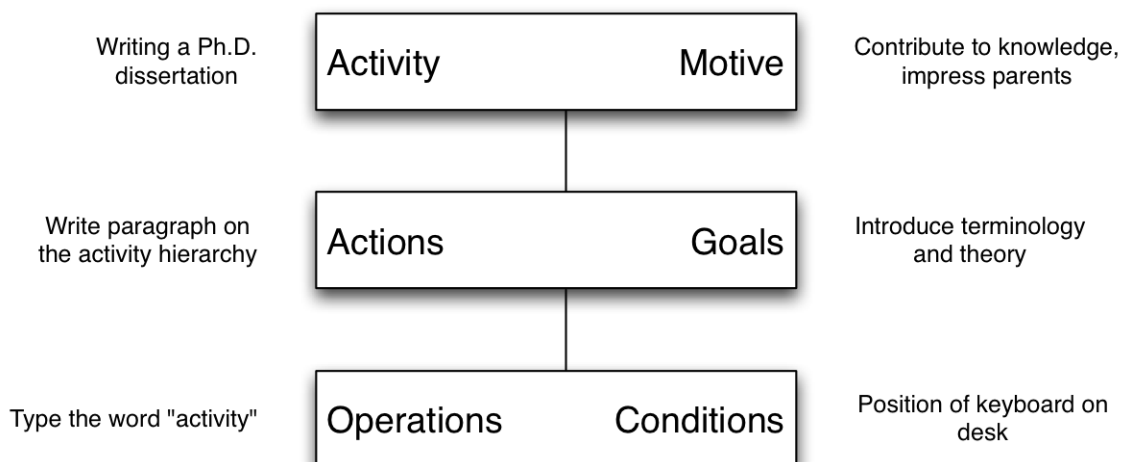 Writing a Ph.D.
dissertation
Activity Motive
Contribute to knowledge,
impress parents
Write paragraph on
the activity hierarchy
Actions Goals
Introduce terminology
and theory
Type the word "activity"
Operations Conditions
Position of keyboard on
desk